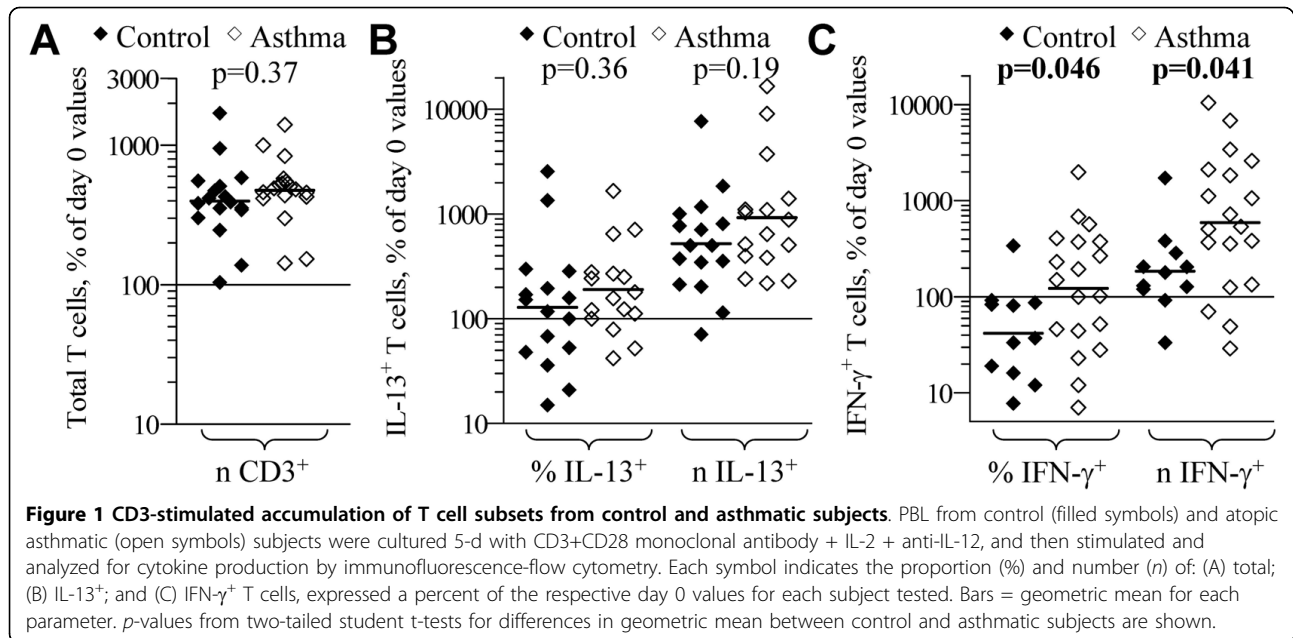 A ◆ Control ◇ Asthma
p=0.37
Total T cells, % of day 0 values
3000
1000
100
10
n CD3+
B ◆ Control ◇ Asthma
p=0.36 p=0.19
IL-13+ T cells, % of day 0 values
10000
1000
100
10
% IL-13+ n IL-13+
C ◆ Control ◇ Asthma
p=0.046 p=0.041
IFN-γ+ T cells, % of day 0 values
10000
1000
100
10
% IFN-γ+ n IFN-γ+
Figure 1 CD3-stimulated accumulation of T cell subsets from control and asthmatic subjects. PBL from control (filled symbols) and atopic
asthmatic (open symbols) subjects were cultured 5-d with CD3+CD28 monoclonal antibody + IL-2 + anti-IL-12, and then stimulated and
analyzed for cytokine production by immunofluorescence-flow cytometry. Each symbol indicates the proportion (%) and number (n) of: (A) total;
(B) IL-13+; and (C) IFN-γ+ T cells, expressed a percent of the respective day 0 values for each subject tested. Bars = geometric mean for each
parameter. p-values from two-tailed student t-tests for differences in geometric mean between control and asthmatic subjects are shown.